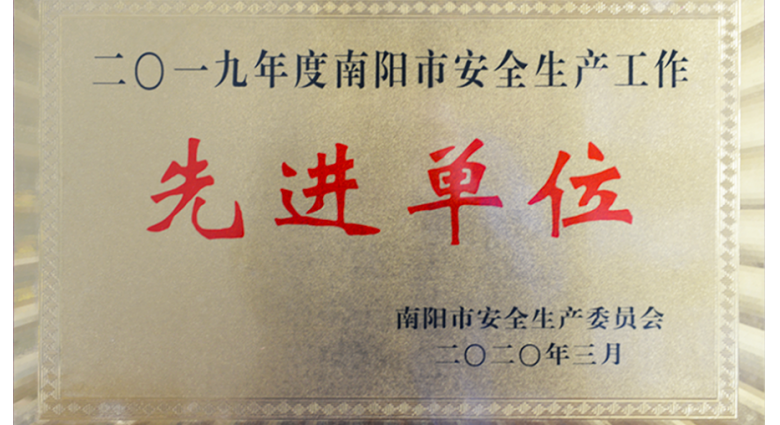 二〇一九年度南阳市安全生产工作
先进单位
南阳市安全生产委员会
二〇二〇年三月